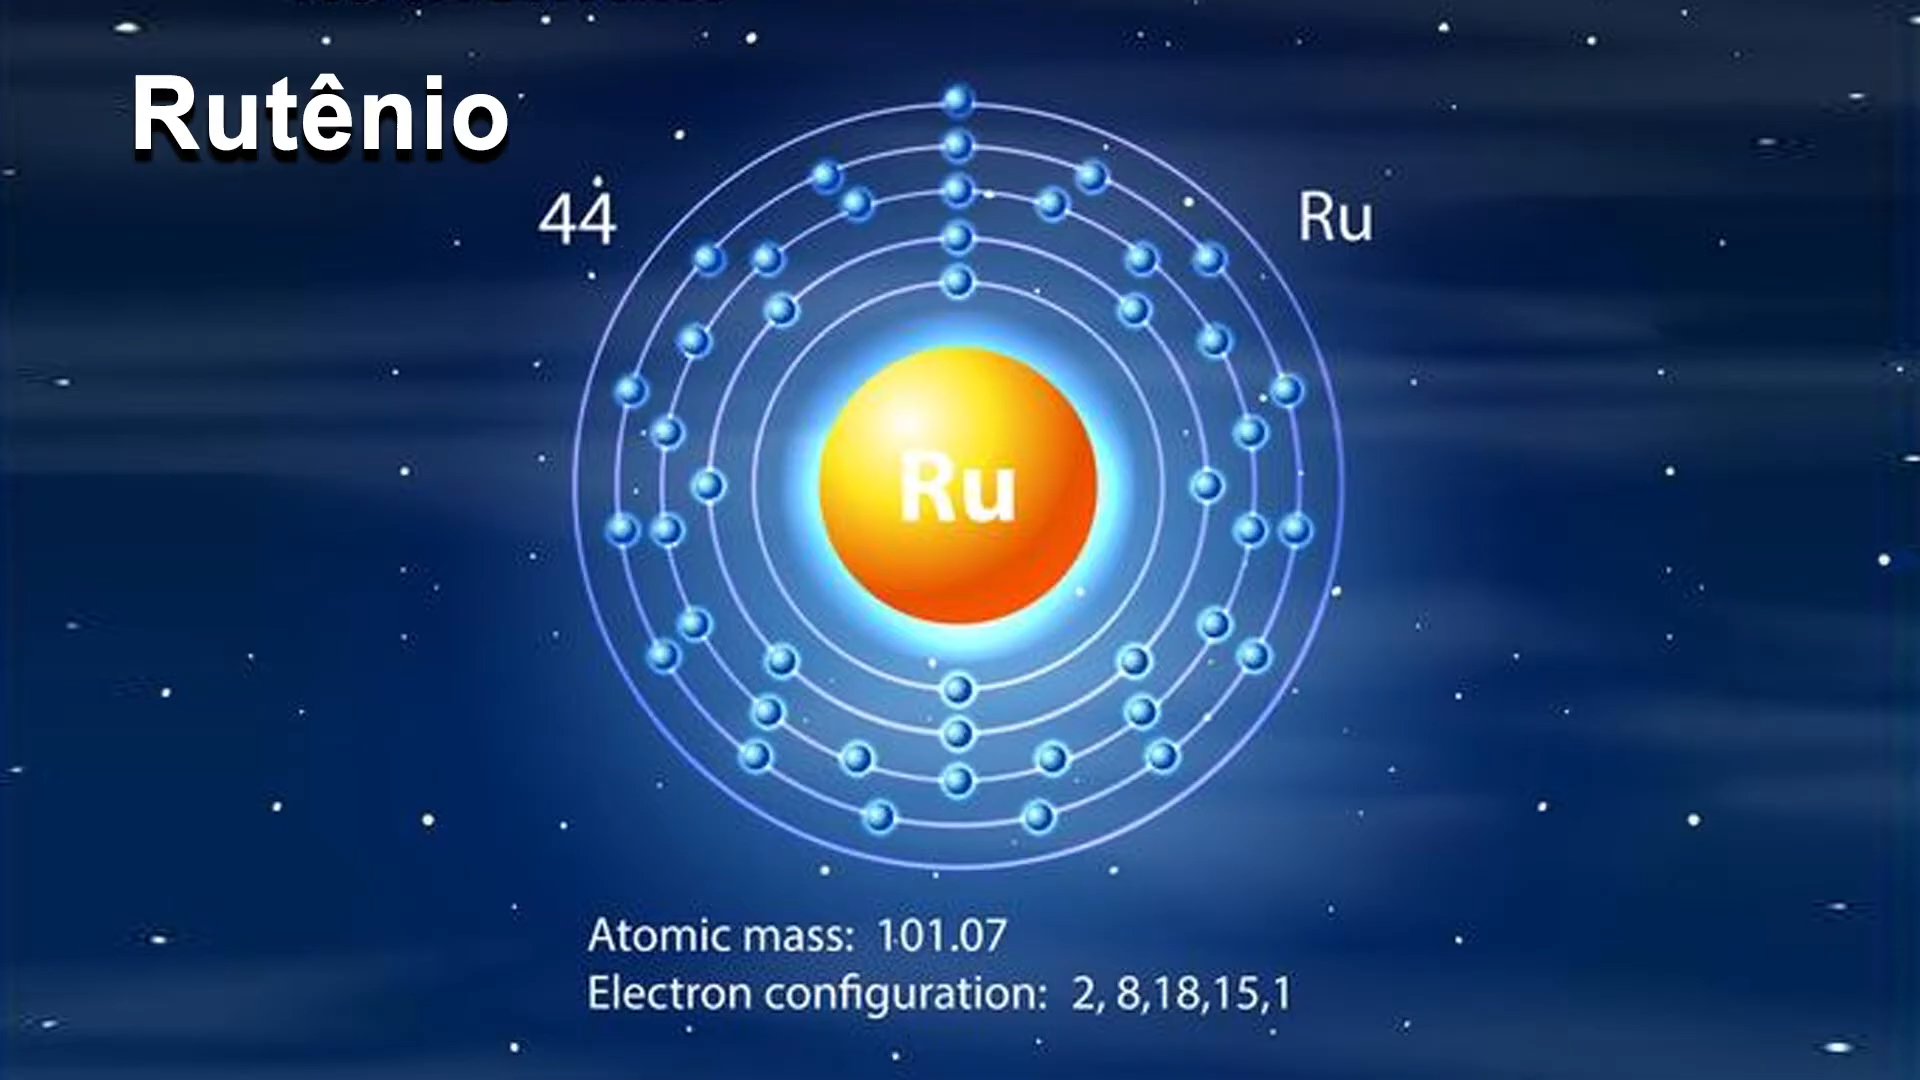 Rutênio
44
Ru
Ru
Atomic mass: 101.07
Electron configuration: 2, 8,18,15,1